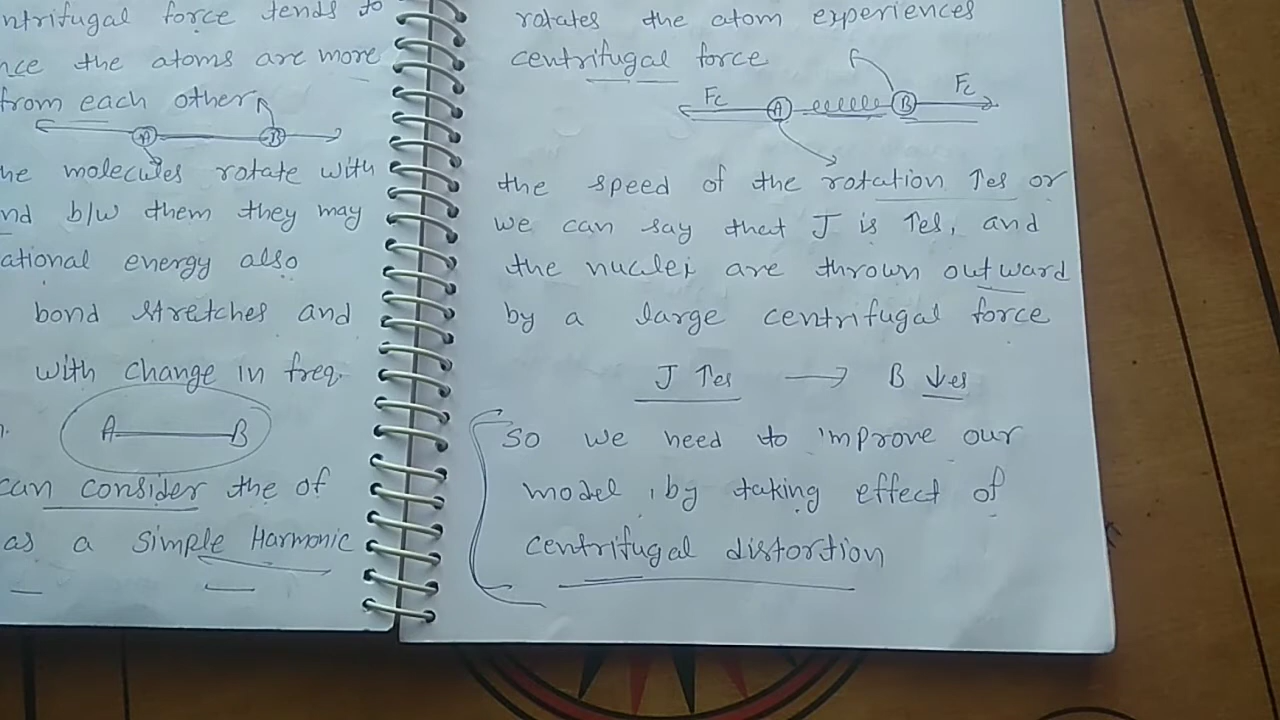 ntrifugal force tends to
nce the atoms are more
from each other
A B
he molecules rotate with
nd b/w them they may
ational energy also
bond stretches and
with change in freq.
n.
A B
can consider the of
as a Simple Harmonic
rotates the atom experiences
centrifugal force
Fc A B Fc
the speed of the rotation ↑es or
we can say that J is ↑es, and
the nuclei are thrown outward
by a large centrifugal force
J ↑es → B ↓es
so we need to improve our
model , by taking effect of
centrifugal distortion